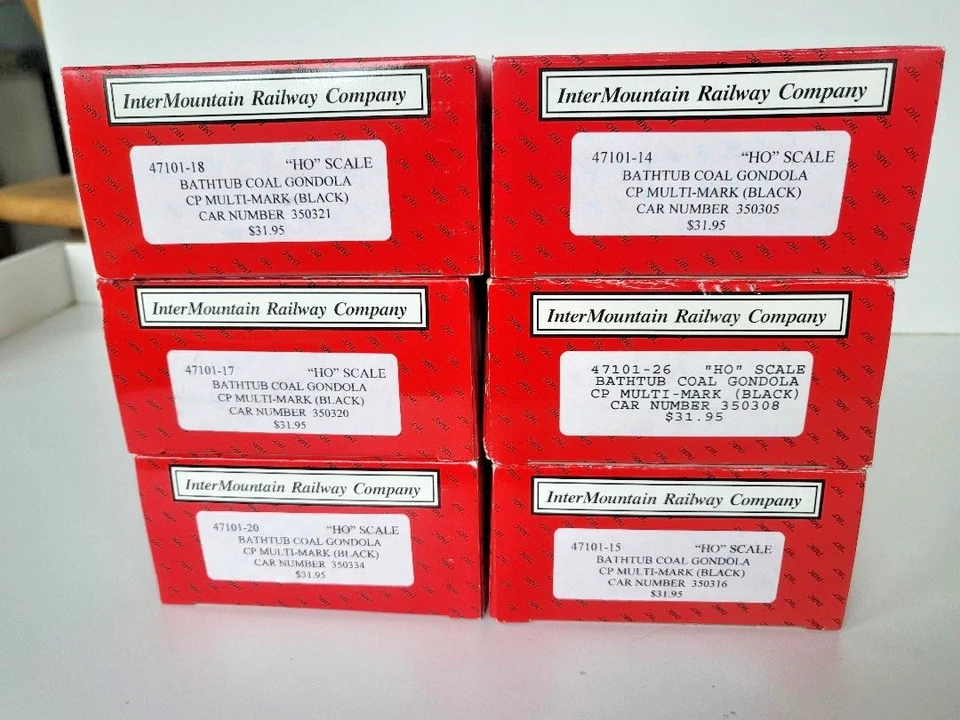 InterMountain Railway Company
47101-18 "HO" SCALE
BATHTUB COAL GONDOLA
CP MULTI-MARK (BLACK)
CAR NUMBER 350321
$31.95
InterMountain Railway Company
47101-14 "HO" SCALE
BATHTUB COAL GONDOLA
CP MULTI-MARK (BLACK)
CAR NUMBER 350305
$31.95
InterMountain Railway Company
47101-17 "HO" SCALE
BATHTUB COAL GONDOLA
CP MULTI-MARK (BLACK)
CAR NUMBER 350320
$31.95
InterMountain Railway Company
47101-26 "HO" SCALE
BATHTUB COAL GONDOLA
CP MULTI-MARK (BLACK)
CAR NUMBER 350308
$31.95
InterMountain Railway Company
47101-20 "HO" SCALE
BATHTUB COAL GONDOLA
CP MULTI-MARK (BLACK)
CAR NUMBER 350334
$31.95
InterMountain Railway Company
47101-15 "HO" SCALE
BATHTUB COAL GONDOLA
CP MULTI-MARK (BLACK)
CAR NUMBER 350316
$31.95